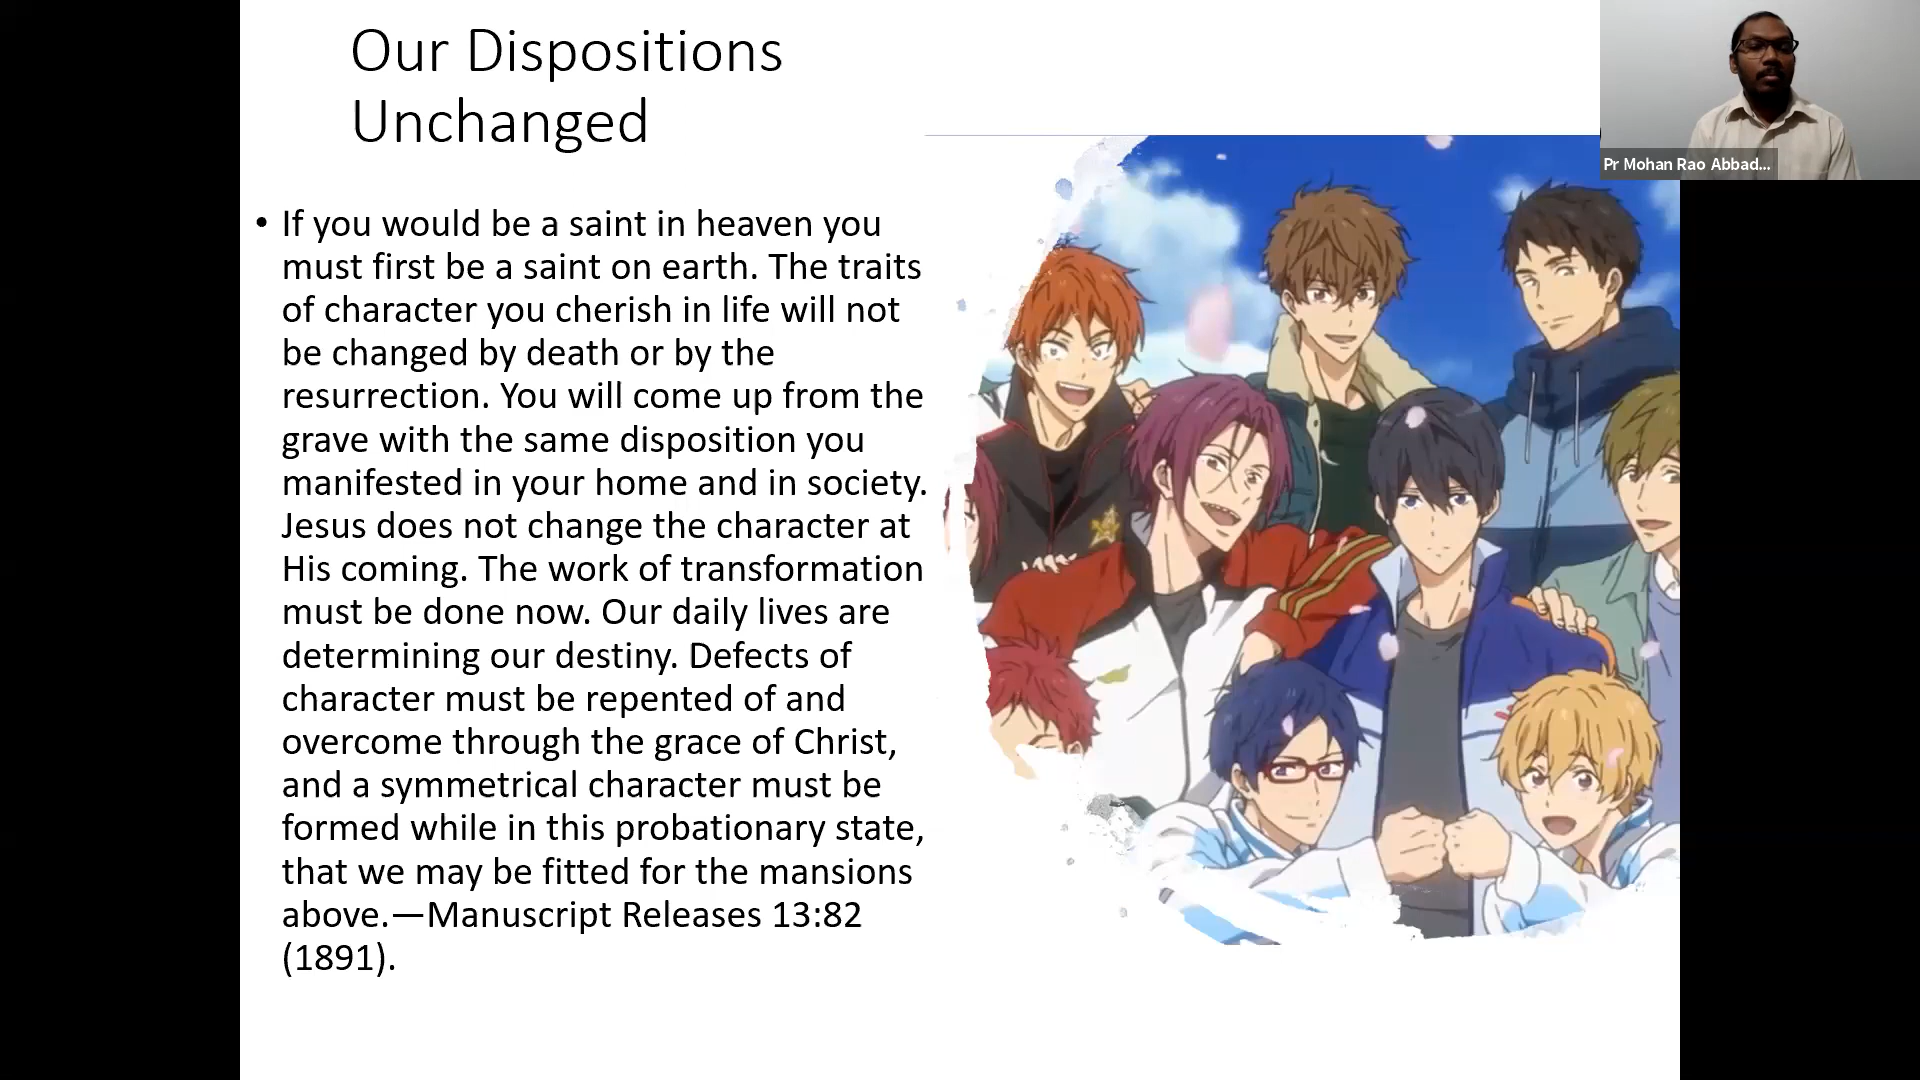 Our Dispositions
Unchanged
Pr Mohan Rao Abbad...
• If you would be a saint in heaven you
must first be a saint on earth. The traits
of character you cherish in life will not
be changed by death or by the
resurrection. You will come up from the
grave with the same disposition you
manifested in your home and in society.
Jesus does not change the character at
His coming. The work of transformation
must be done now. Our daily lives are
determining our destiny. Defects of
character must be repented of and
overcome through the grace of Christ,
and a symmetrical character must be
formed while in this probationary state,
that we may be fitted for the mansions
above.—Manuscript Releases 13:82
(1891).